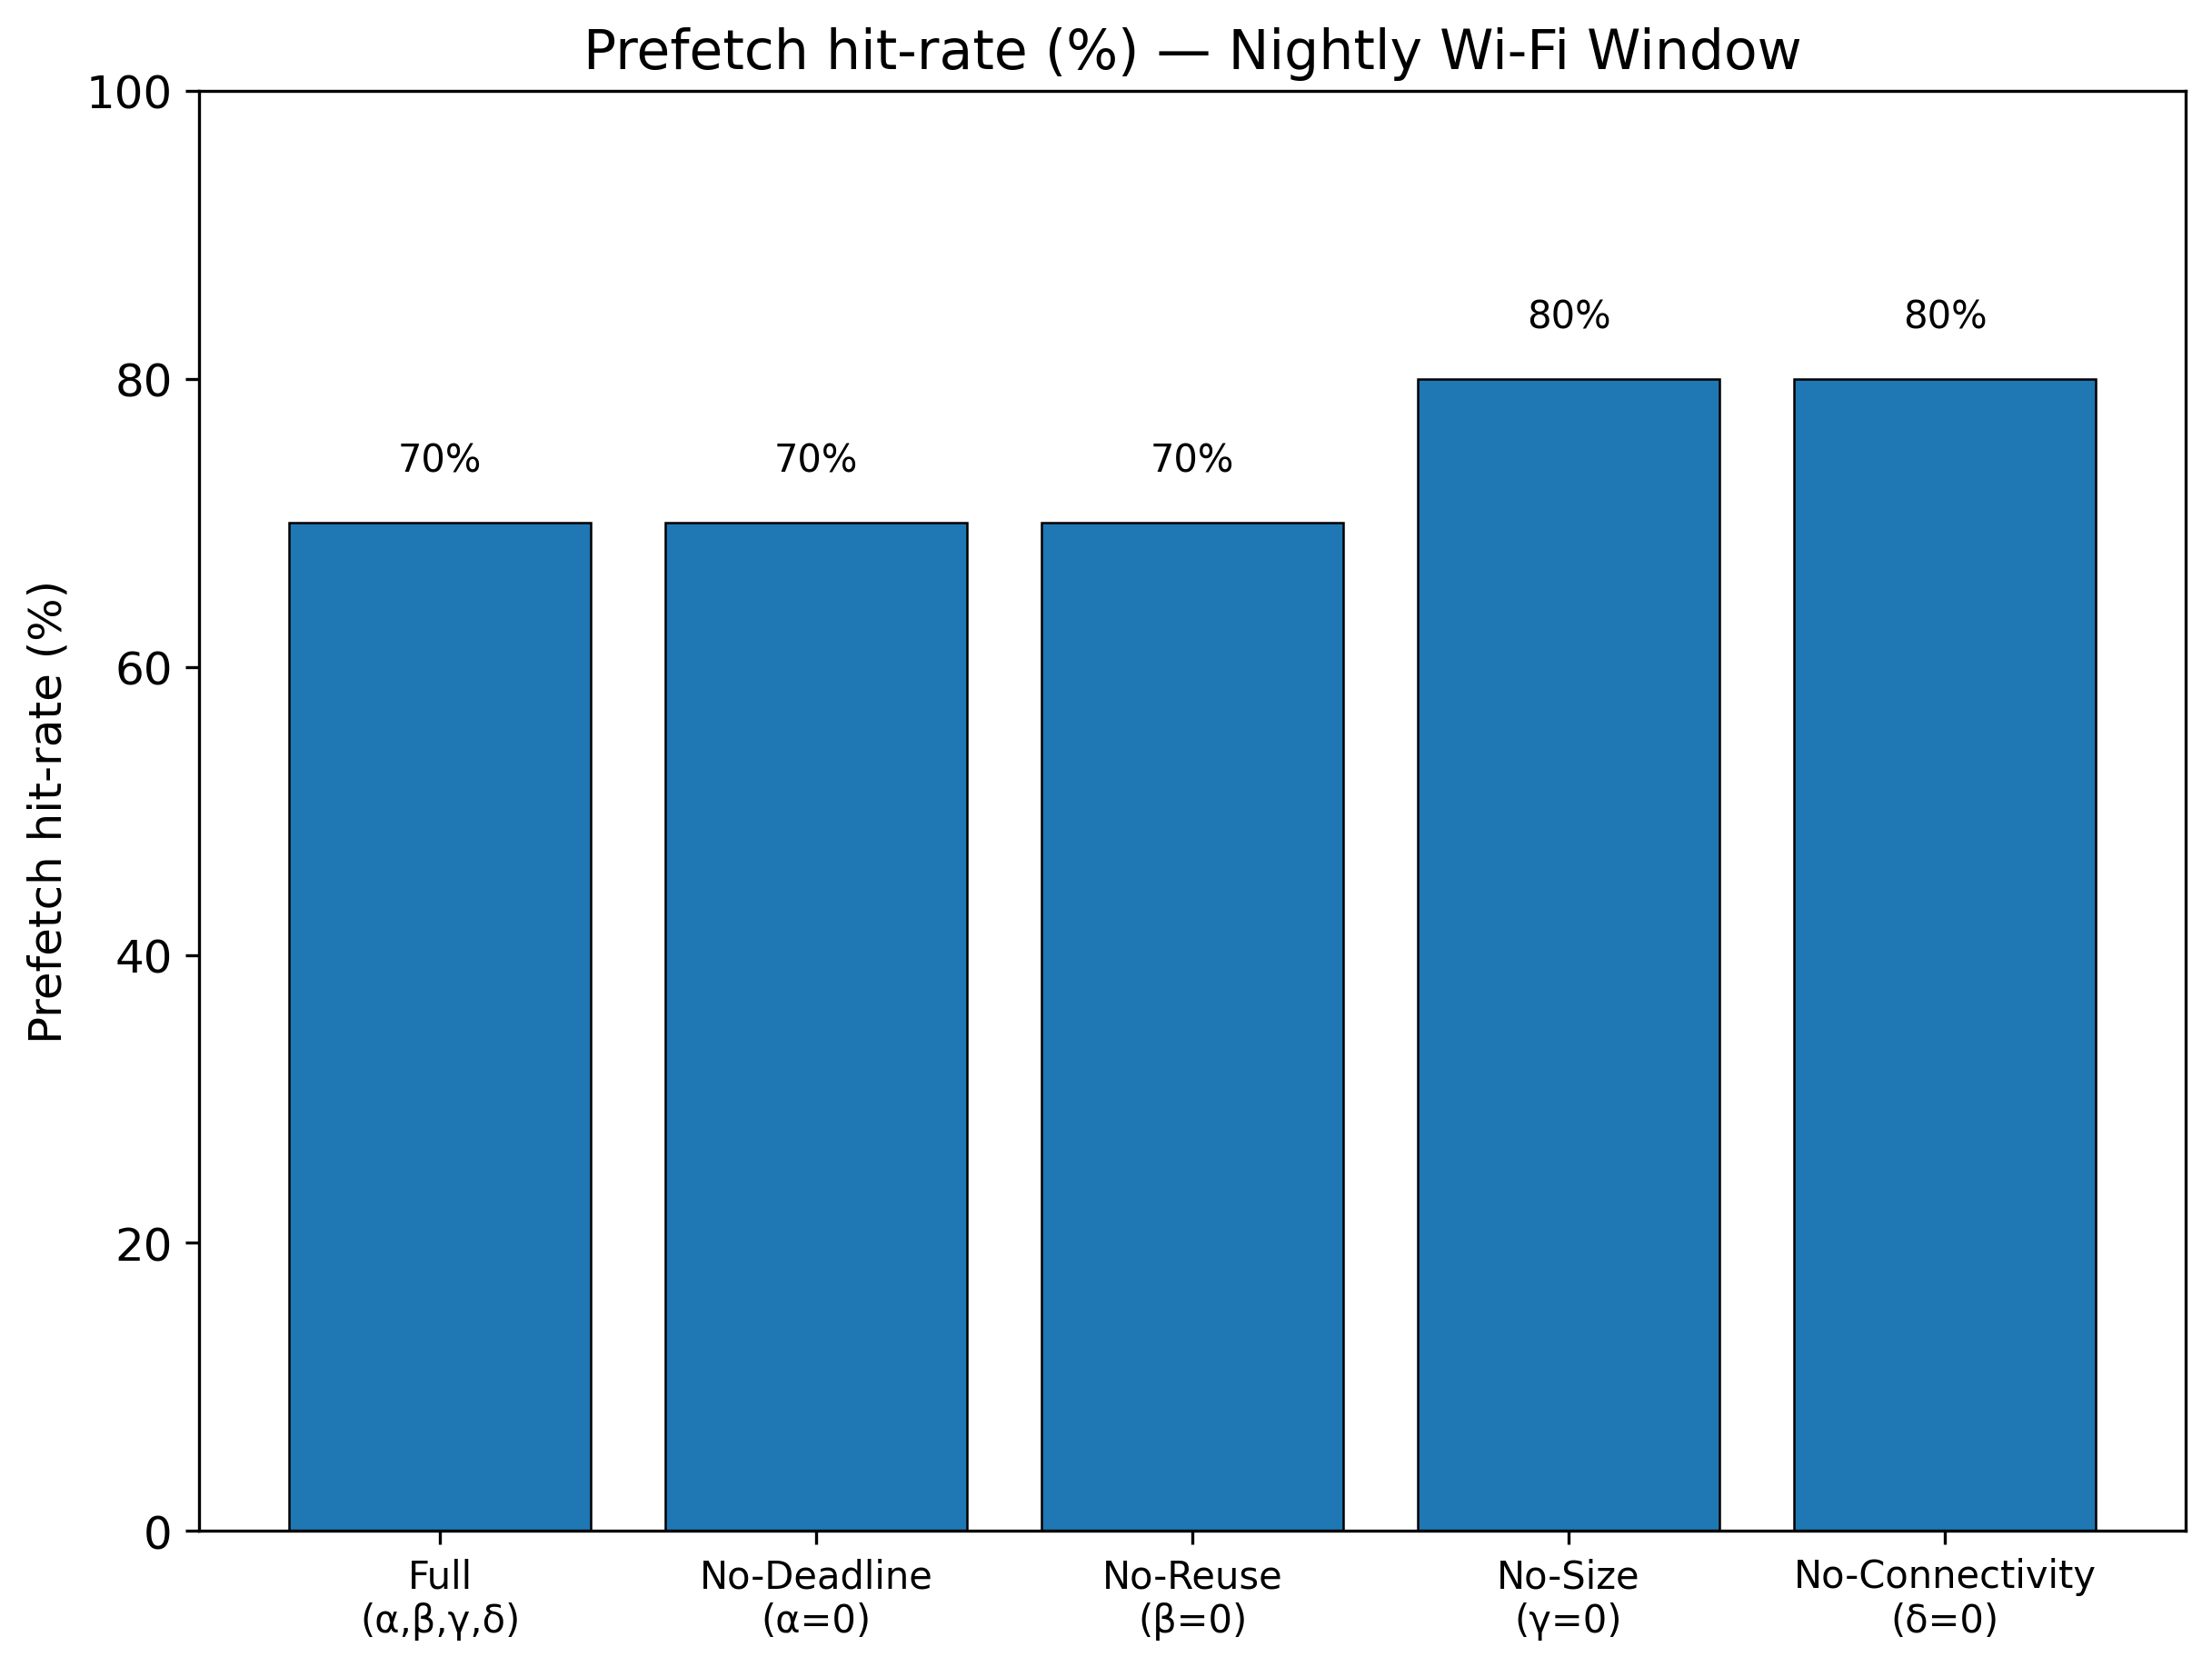 Prefetch hit-rate (%) — Nightly Wi-Fi Window
Prefetch hit-rate (%)
100
80
60
40
20
0
70%
70%
70%
80%
80%
Full
(α,β,γ,δ)
No-Deadline
(α=0)
No-Reuse
(β=0)
No-Size
(γ=0)
No-Connectivity
(δ=0)